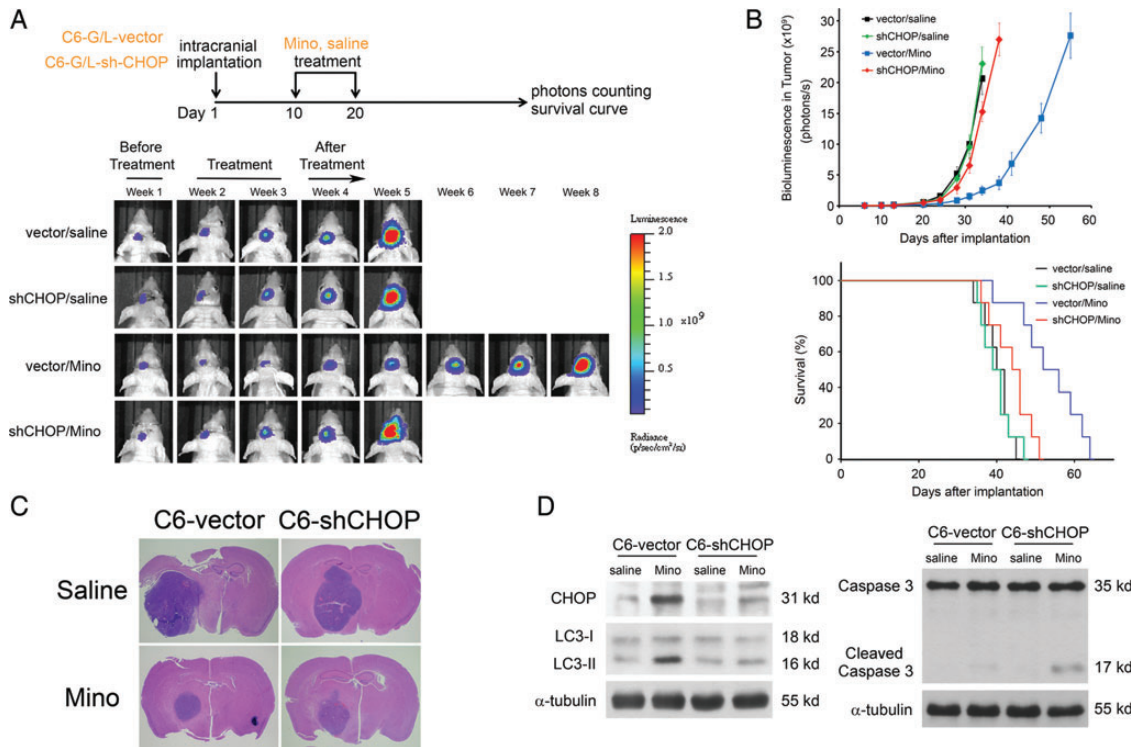 A
C6-G/L-vector
C6-G/L-sh-CHOP
intracranial
implantation
Mino, saline
treatment
Day 1 10 20
photons counting
survival curve
Before
Treatment
Treatment
After
Treatment
Week 1 Week 2 Week 3 Week 4 Week 5 Week 6 Week 7 Week 8
vector/saline
shCHOP/saline
vector/Mino
shCHOP/Mino
Luminescence
2.0
1.5
1.0
x10⁹
0.5
Radiance
(p/sec/cm²/sr)
B
Bioluminescence in Tumor (x10⁹)
(photons/s)
30
25
20
15
10
5
0
vector/saline
shCHOP/saline
vector/Mino
shCHOP/Mino
0 10 20 30 40 50 60
Days after implantation
Survival (%)
100
80
60
40
20
0
vector/saline
shCHOP/saline
vector/Mino
shCHOP/Mino
0 20 40 60
Days after implantation
C
C6-vector C6-shCHOP
Saline
Mino
D
C6-vector C6-shCHOP
saline Mino saline Mino
CHOP 31 kd
LC3-I 18 kd
LC3-II 16 kd
α-tubulin 55 kd
C6-vector C6-shCHOP
saline Mino saline Mino
Caspase 3 35 kd
Cleaved
Caspase 3 17 kd
α-tubulin 55 kd